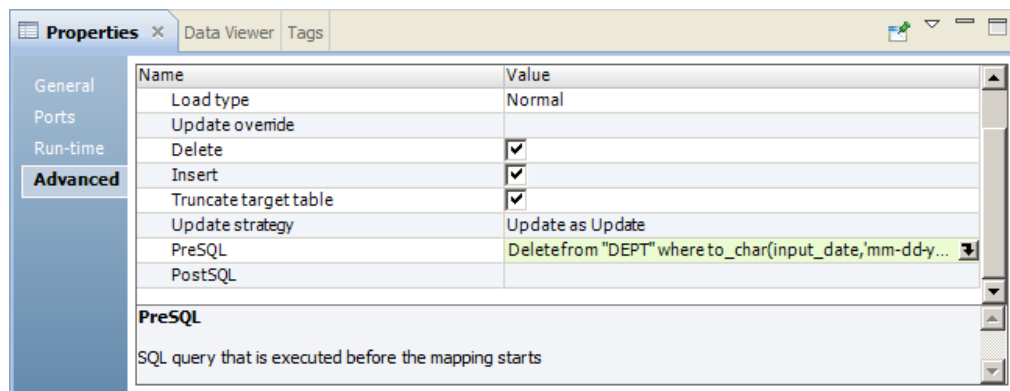 Properties Data Viewer Tags
General
Ports
Run-time
Advanced
Name Value
Load type Normal
Update override
Delete
Insert
Truncate target table
Update strategy Update as Update
PreSQL Delete from "DEPT" where to_char(input_date,'mm-dd-y...
PostSQL
PreSQL
SQL query that is executed before the mapping starts